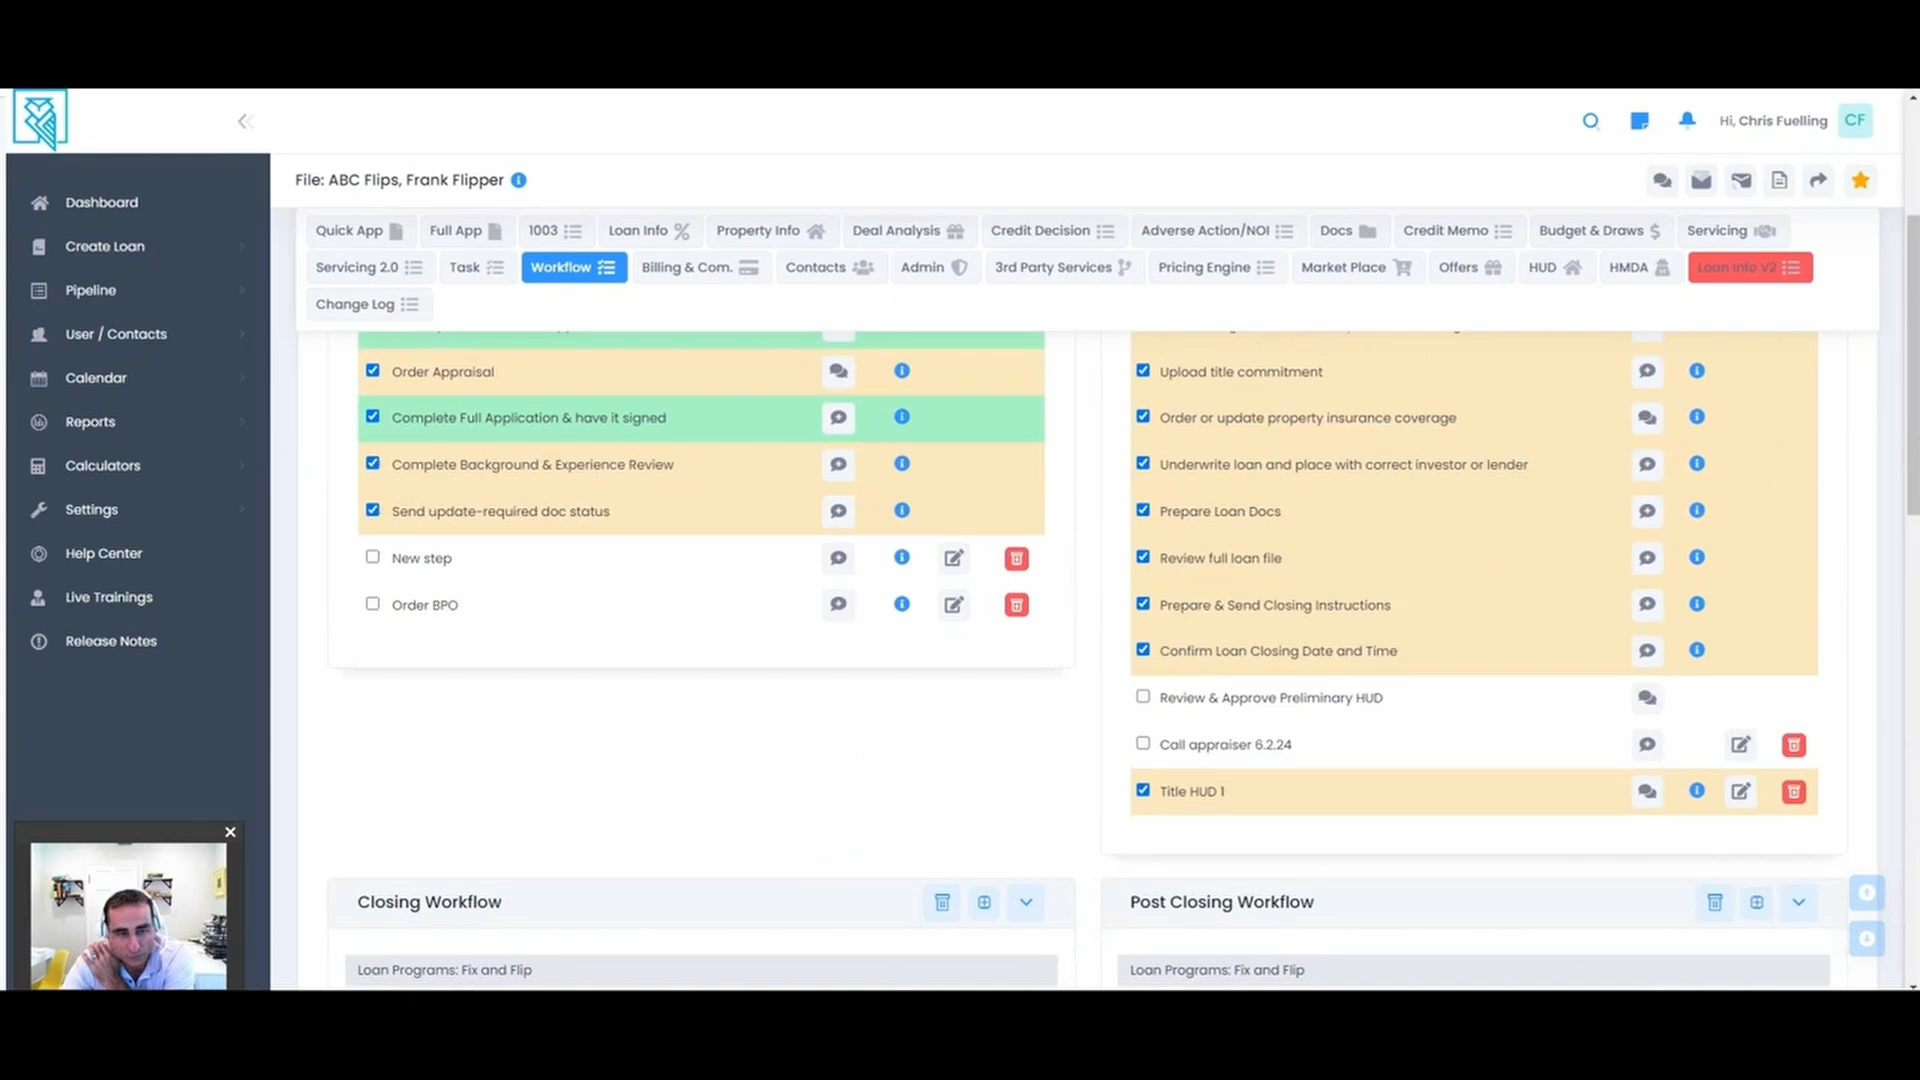 Hi, Chris Fuelling CF
File: ABC Flips, Frank Flipper
Dashboard
Create Loan
Pipeline
User / Contacts
Calendar
Reports
Calculators
Settings
Help Center
Live Trainings
Release Notes
Quick App Full App 1003 Loan Info Property Info Deal Analysis Credit Decision Adverse Action/NOI Docs Credit Memo Budget & Draws Servicing
Servicing 2.0 Task Workflow Billing & Com. Contacts Admin 3rd Party Services Pricing Engine Market Place Offers HUD HMDA Loan Info V2
Change Log
Order Appraisal
Complete Full Application & have it signed
Complete Background & Experience Review
Send update-required doc status
New step
Order BPO
Upload title commitment
Order or update property insurance coverage
Underwrite loan and place with correct investor or lender
Prepare Loan Docs
Review full loan file
Prepare & Send Closing Instructions
Confirm Loan Closing Date and Time
Review & Approve Preliminary HUD
Call appraiser 6.2.24
Title HUD 1
Closing Workflow
Loan Programs: Fix and Flip
Post Closing Workflow
Loan Programs: Fix and Flip